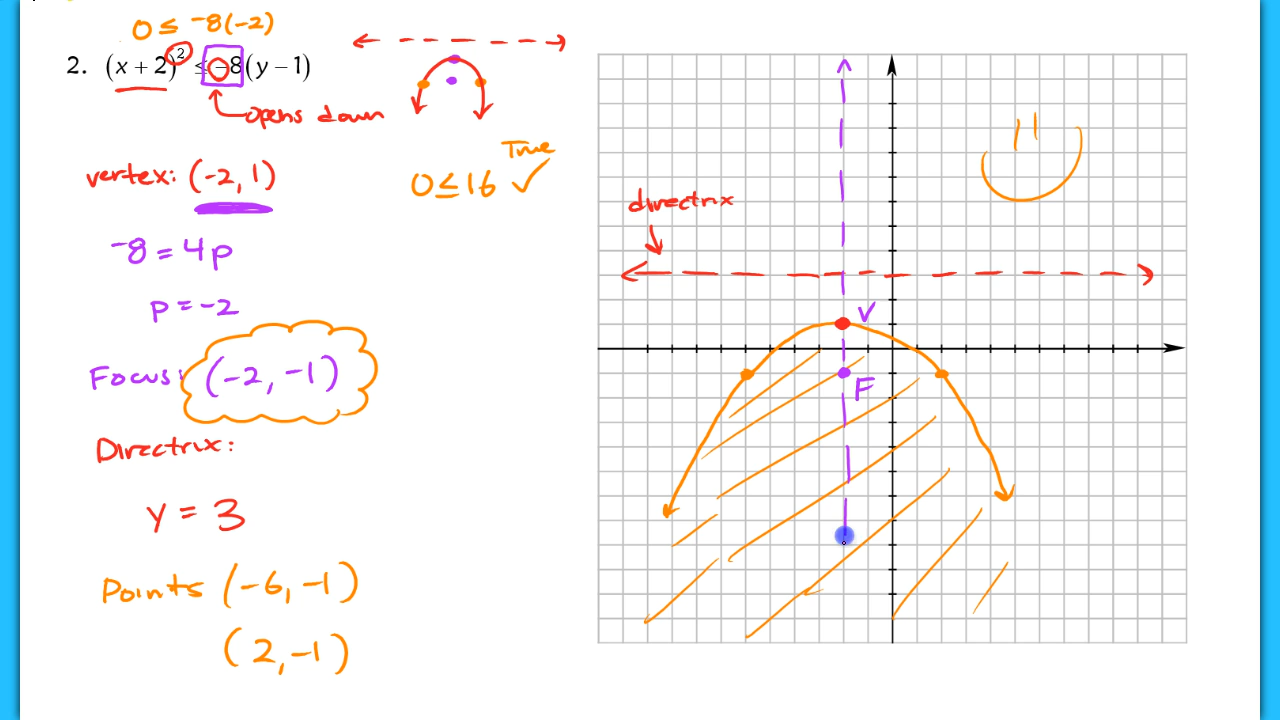 0 ≤ ⁻8(-2)
2. (x + 2)² ≤ -8(y - 1)
opens down
True
vertex: (-2, 1)
0 ≤ 16 ✓
directrix
⁻8 = 4p
p = -2
V
Focus: (-2, -1)
F
Directrix:
y = 3
Points (-6, -1)
(2, -1)